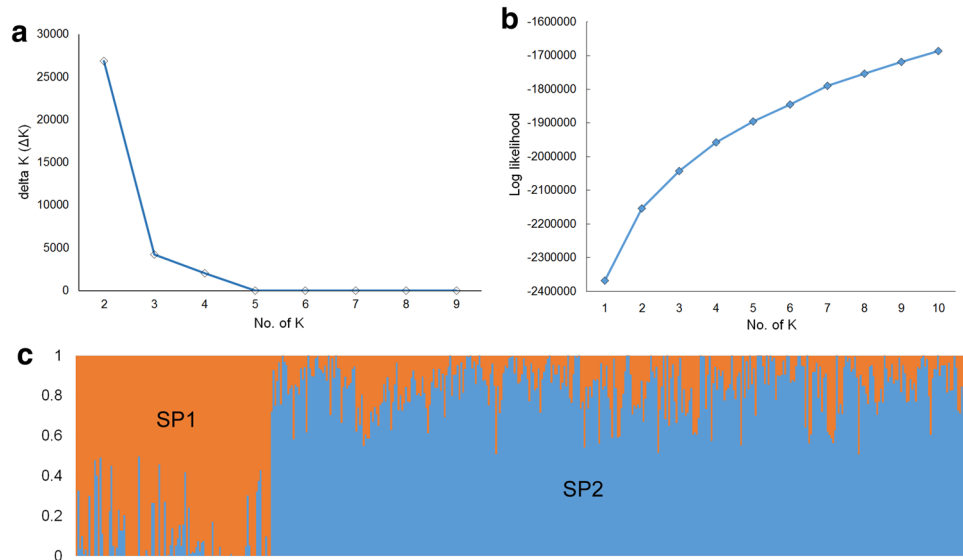 a
30000
25000
20000
15000
10000
5000
0
delta K (ΔK)
2 3 4 5 6 7 8 9
No. of K
b
-1600000
-1700000
-1800000
-1900000
-2000000
-2100000
-2200000
-2300000
-2400000
Log likelihood
1 2 3 4 5 6 7 8 9 10
No. of K
c
1
0.8
0.6
0.4
0.2
0
SP1
SP2